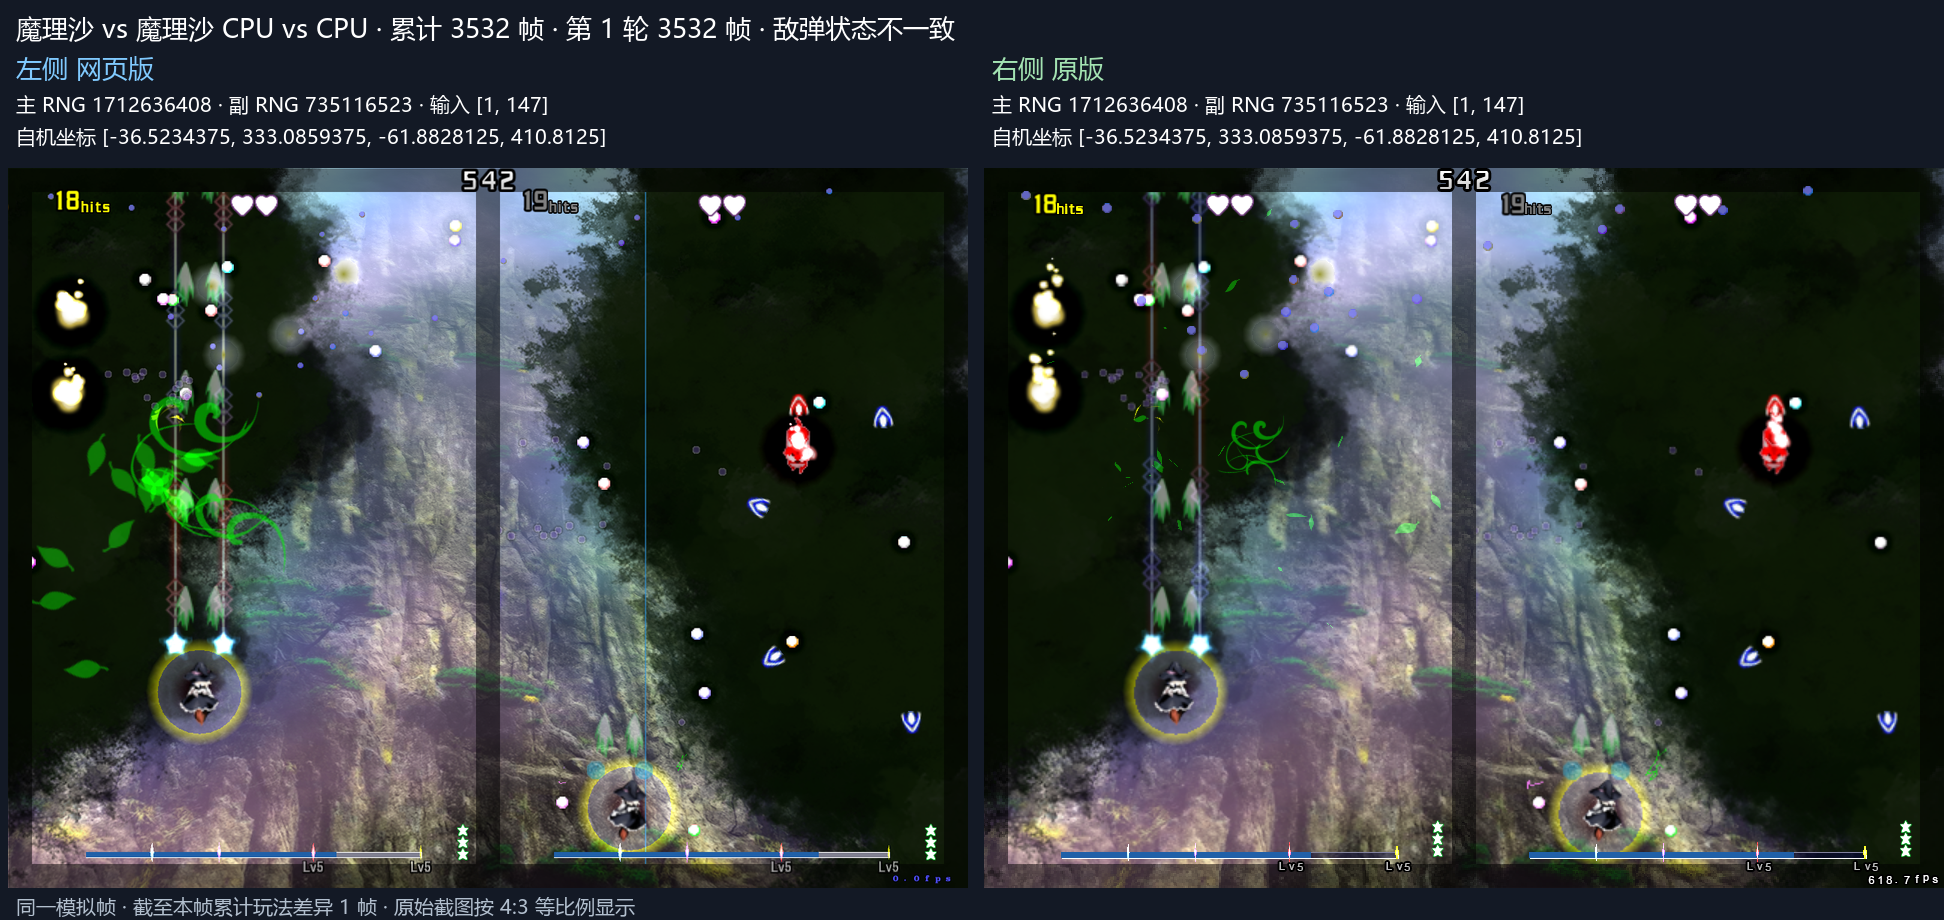 魔理沙 vs 魔理沙 CPU vs CPU · 累计 3532 帧 · 第 1 轮 3532 帧 · 敌弹状态不一致
左侧 网页版
主 RNG 1712636408 · 副 RNG 735116523 · 输入 [1, 147]
自机坐标 [-36.5234375, 333.0859375, -61.8828125, 410.8125]
542
18hits
19hits
Lv5
Lv5
Lv5
Lv5
0.0fps
右侧 原版
主 RNG 1712636408 · 副 RNG 735116523 · 输入 [1, 147]
自机坐标 [-36.5234375, 333.0859375, -61.8828125, 410.8125]
542
18hits
19hits
Lv5
Lv5
Lv5
Lv5
618.7fps
同一模拟帧 · 截至本帧累计玩法差异 1 帧 · 原始截图按 4:3 等比例显示